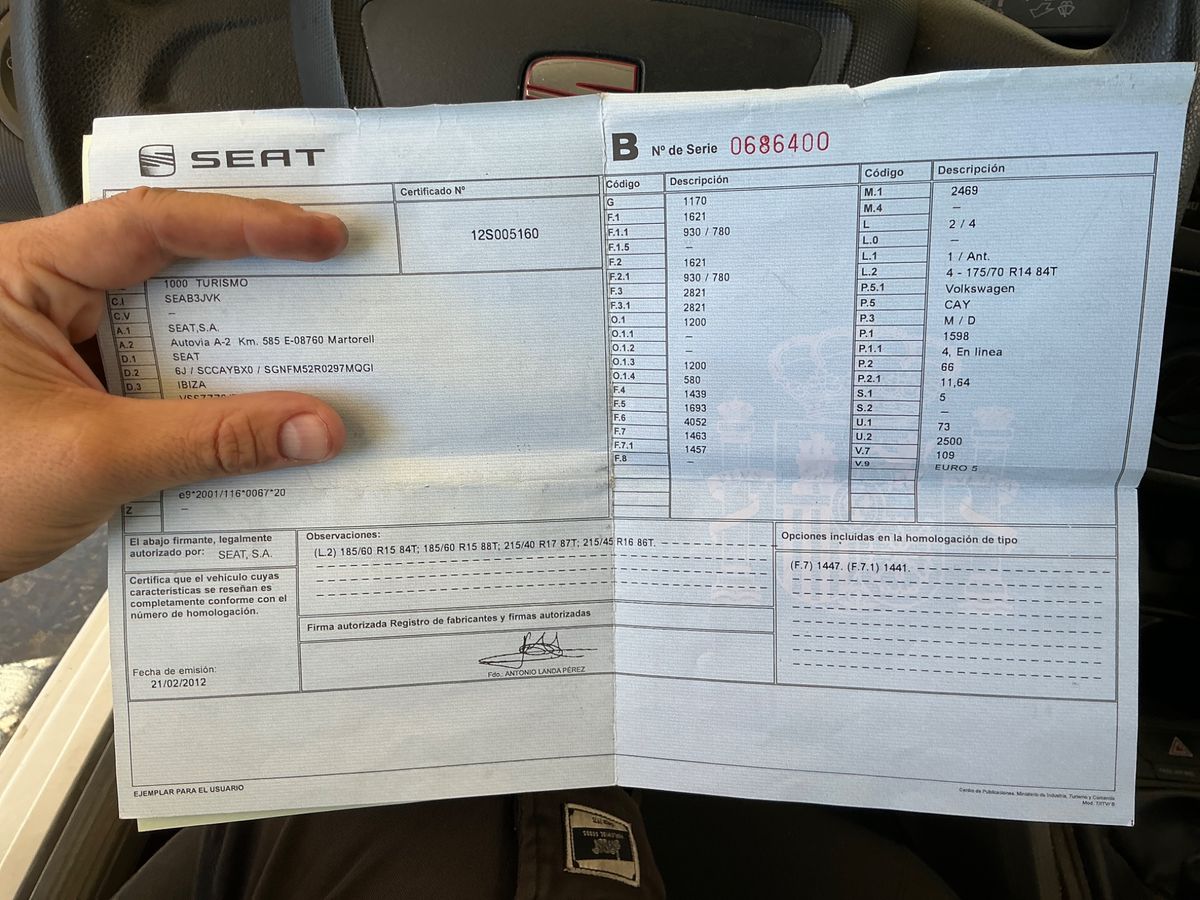 SEAT
Certificado Nº
12S005160
1000 TURISMO
C.I SEAB3JVK
C.V –
A.1 SEAT,S.A.
A.2 Autovia A-2 Km. 585 E-08760 Martorell
D.1 SEAT
D.2 6J / SCCAYBX0 / SGNFM52R0297MQGI
D.3 IBIZA
e9*2001/116*0067*20
Z –
El abajo firmante, legalmente
autorizado por: SEAT, S.A.
Certifica que el vehículo cuyas
características se reseñan es
completamente conforme con el
número de homologación.
Fecha de emisión:
21/02/2012
Observaciones:
(L.2) 185/60 R15 84T; 185/60 R15 88T; 215/40 R17 87T; 215/45 R16 86T.
Firma autorizada Registro de fabricantes y firmas autorizadas
Fdo.: ANTONIO LANDA PÉREZ
EJEMPLAR PARA EL USUARIO
B Nº de Serie 0686400
Código Descripción
G 1170
F.1 1621
F.1.1 930 / 780
F.1.5 –
F.2 1621
F.2.1 930 / 780
F.3 2821
F.3.1 2821
O.1 1200
O.1.1 –
O.1.2 –
O.1.3 1200
O.1.4 580
F.4 1439
F.5 1693
F.6 4052
F.7 1463
F.7.1 1457
F.8 –
Código Descripción
M.1 2469
M.4 –
L 2 / 4
L.0 –
L.1 1 / Ant.
L.2 4 - 175/70 R14 84T
P.5.1 Volkswagen
P.5 CAY
P.3 M / D
P.1 1598
P.1.1 4, En línea
P.2 66
P.2.1 11,64
S.1 5
S.2 –
U.1 73
U.2 2500
V.7 109
V.9 EURO 5
Opciones incluidas en la homologación de tipo
(F.7) 1447. (F.7.1) 1441.
Centro de Publicaciones. Ministerio de Industria, Turismo y Comercio